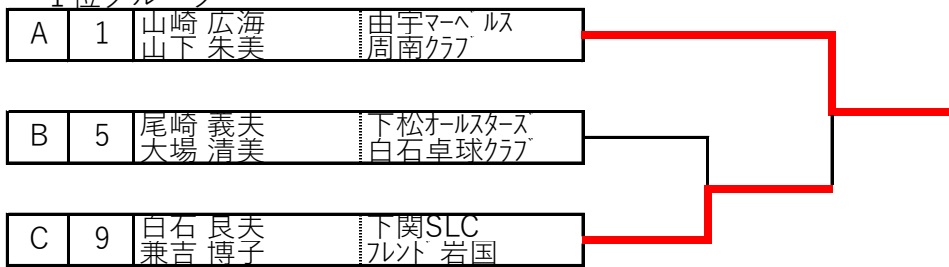 1位グループ
A 1 山崎 広海 由宇マーベルス
山下 朱美 周南クラブ
B 5 尾崎 義夫 下松オールスターズ
大場 清美 白石卓球クラブ
C 9 白石 良夫 下関SLC
兼吉 博子 フレンド岩国